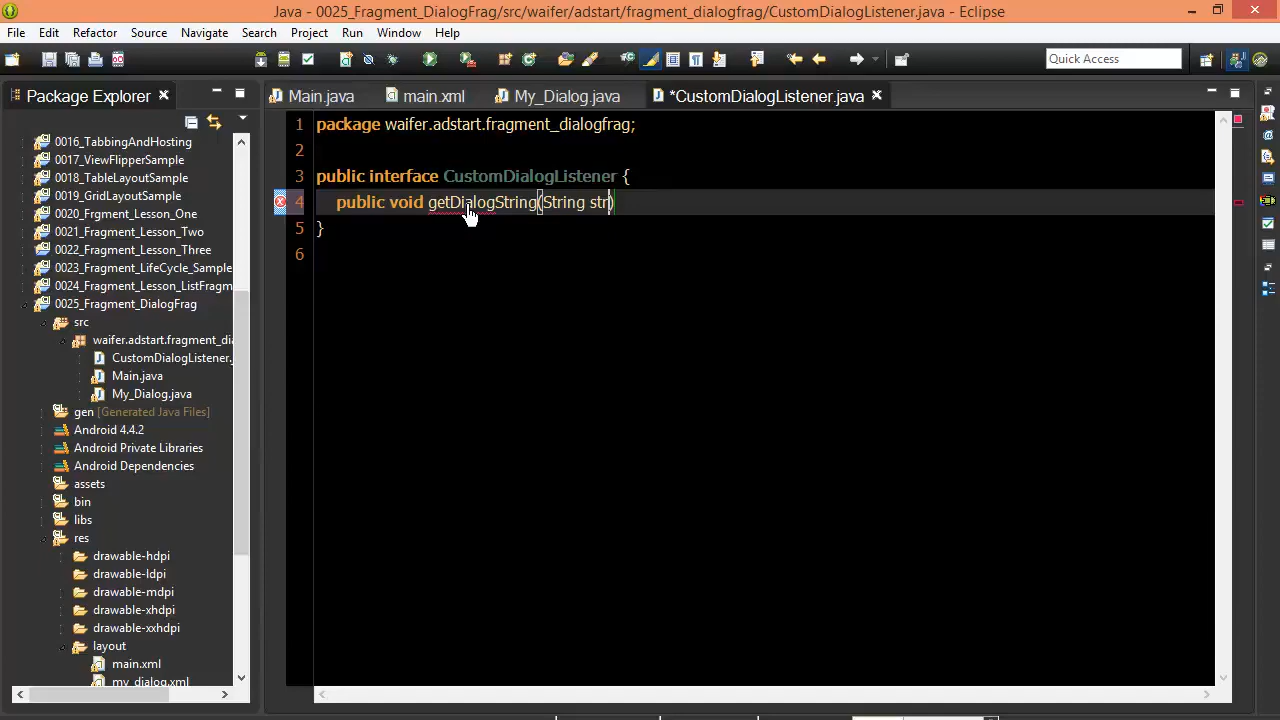 Java - 0025_Fragment_DialogFrag/src/waifer/adstart/fragment_dialogfrag/CustomDialogListener.java - Eclipse
File Edit Refactor Source Navigate Search Project Run Window Help
Quick Access
Package Explorer
Main.java main.xml My_Dialog.java *CustomDialogListener.java
0016_TabbingAndHosting
0017_ViewFlipperSample
0018_TableLayoutSample
0019_GridLayoutSample
0020_Frgment_Lesson_One
0021_Fragment_Lesson_Two
0022_Fragment_Lesson_Three
0023_Fragment_LifeCycle_Sample
0024_Fragment_Lesson_ListFragm
0025_Fragment_DialogFrag
src
waifer.adstart.fragment_dia
CustomDialogListener.
Main.java
My_Dialog.java
gen [Generated Java Files]
Android 4.4.2
Android Private Libraries
Android Dependencies
assets
bin
libs
res
drawable-hdpi
drawable-ldpi
drawable-mdpi
drawable-xhdpi
drawable-xxhdpi
layout
main.xml
my_dialog.xml
1 package waifer.adstart.fragment_dialogfrag;
2
3 public interface CustomDialogListener {
4 public void getDialogString(String str)
5 }
6